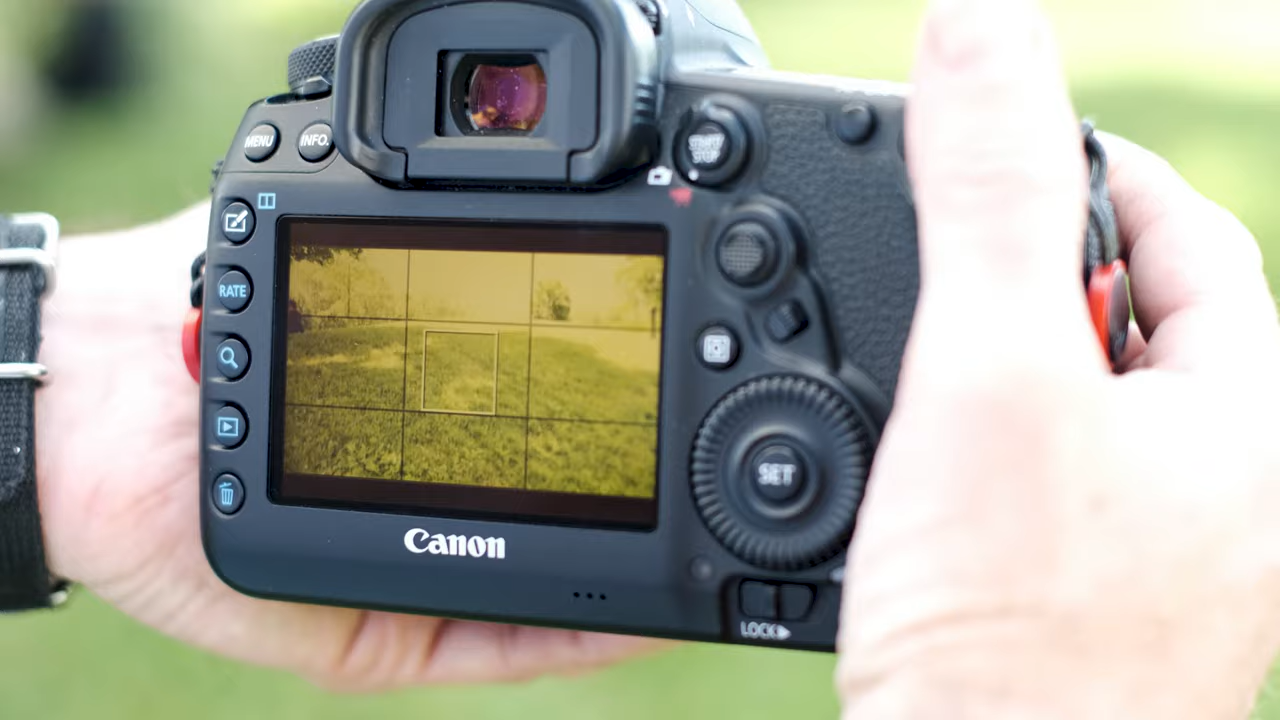 MENU
INFO.
START/
STOP
RATE
SET
Canon
LOCK▶